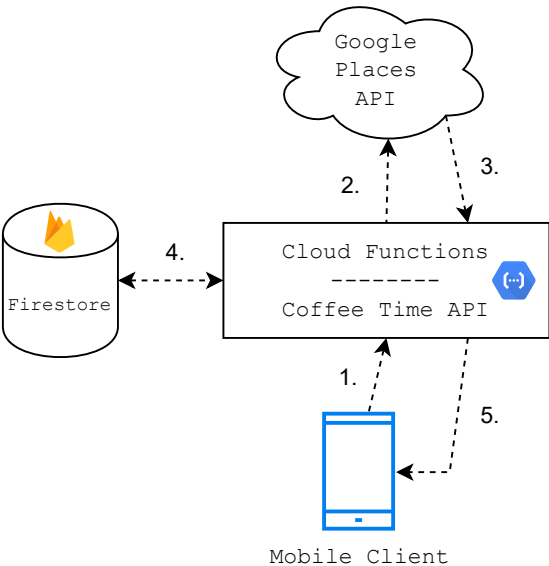 Google
Places
API
2.
3.
4.
Cloud Functions
--------
Coffee Time API
Firestore
1.
5.
Mobile Client